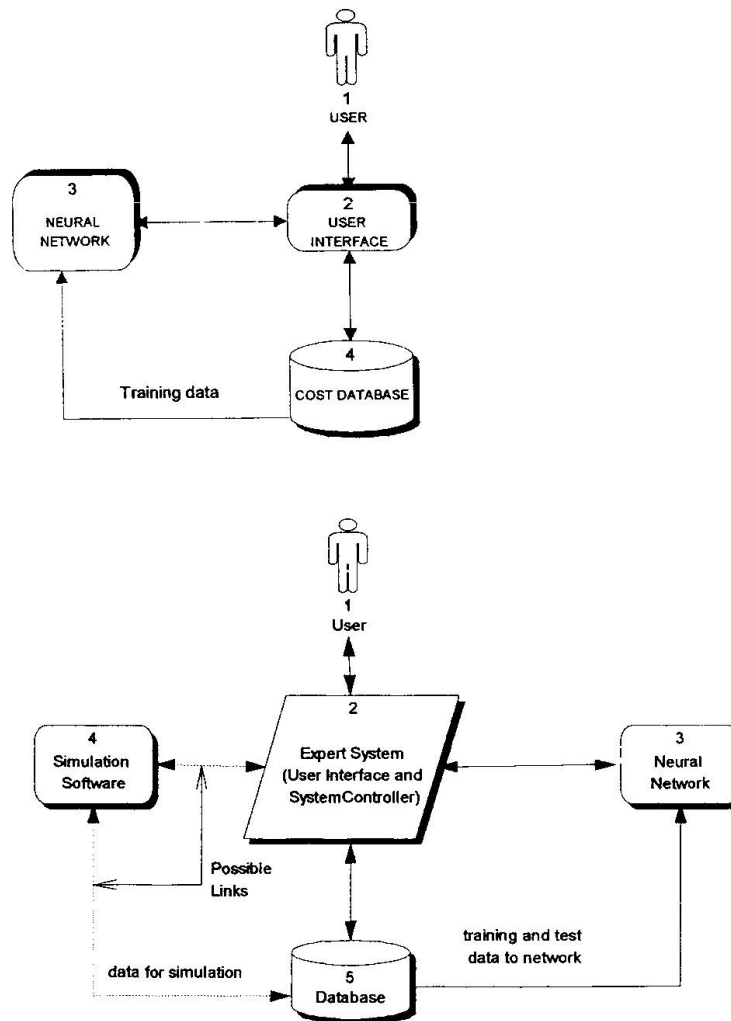 1
USER
3
NEURAL
NETWORK
2
USER
INTERFACE
4
COST DATABASE
Training data
1
User
2
Expert System
(User Interface and
SystemController)
4
Simulation
Software
3
Neural
Network
Possible
Links
data for simulation
5
Database
training and test
data to network